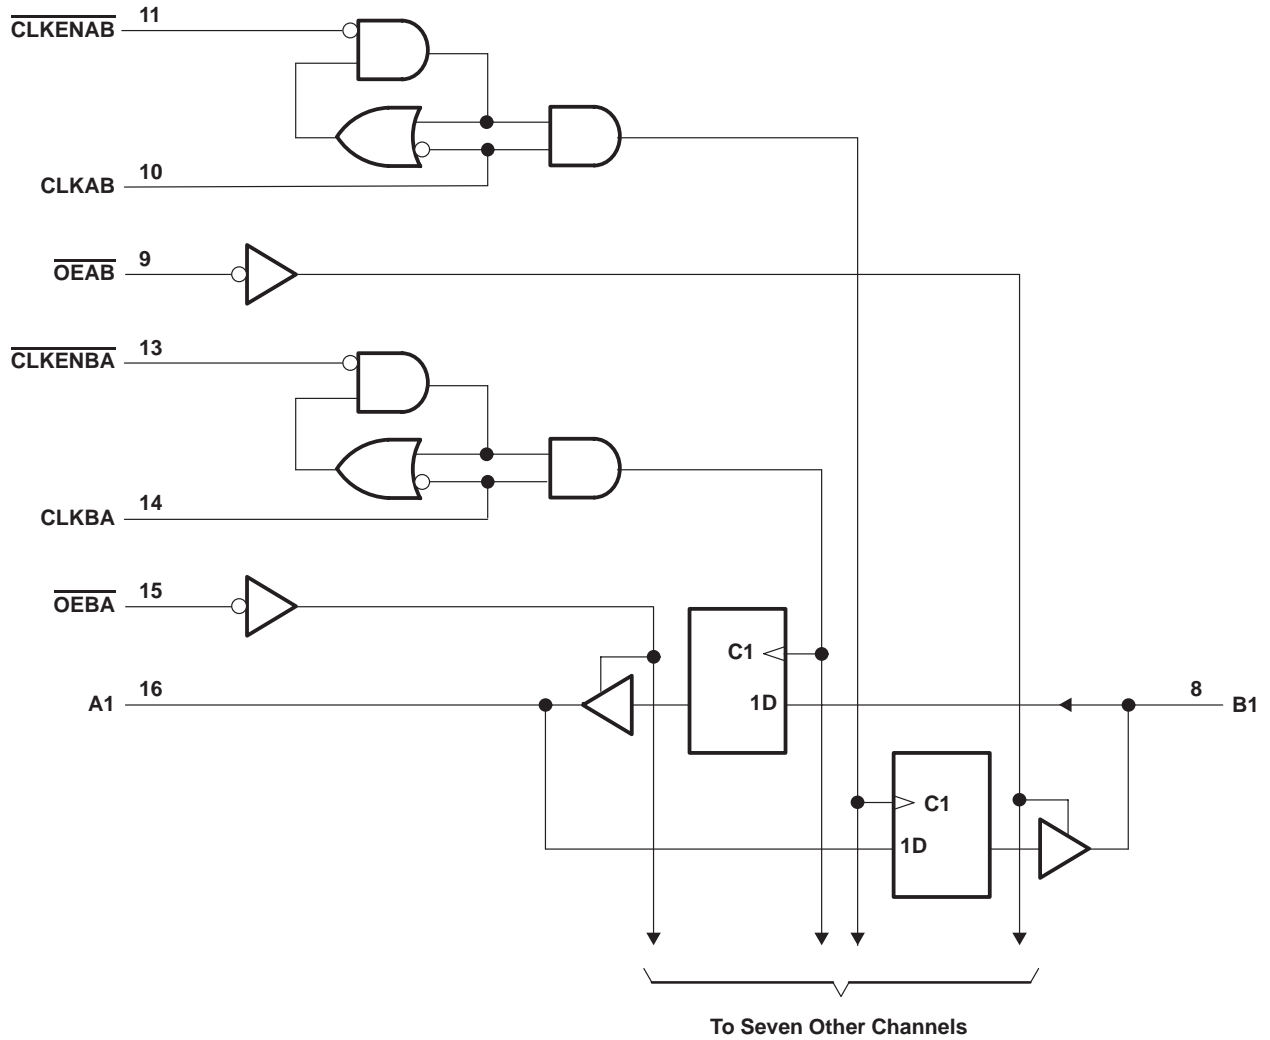 CLKENAB 11
CLKAB 10
OEAB 9
CLKENBA 13
CLKBA 14
OEBA 15
C1
A1 16 1D 8 B1
C1
1D
To Seven Other Channels